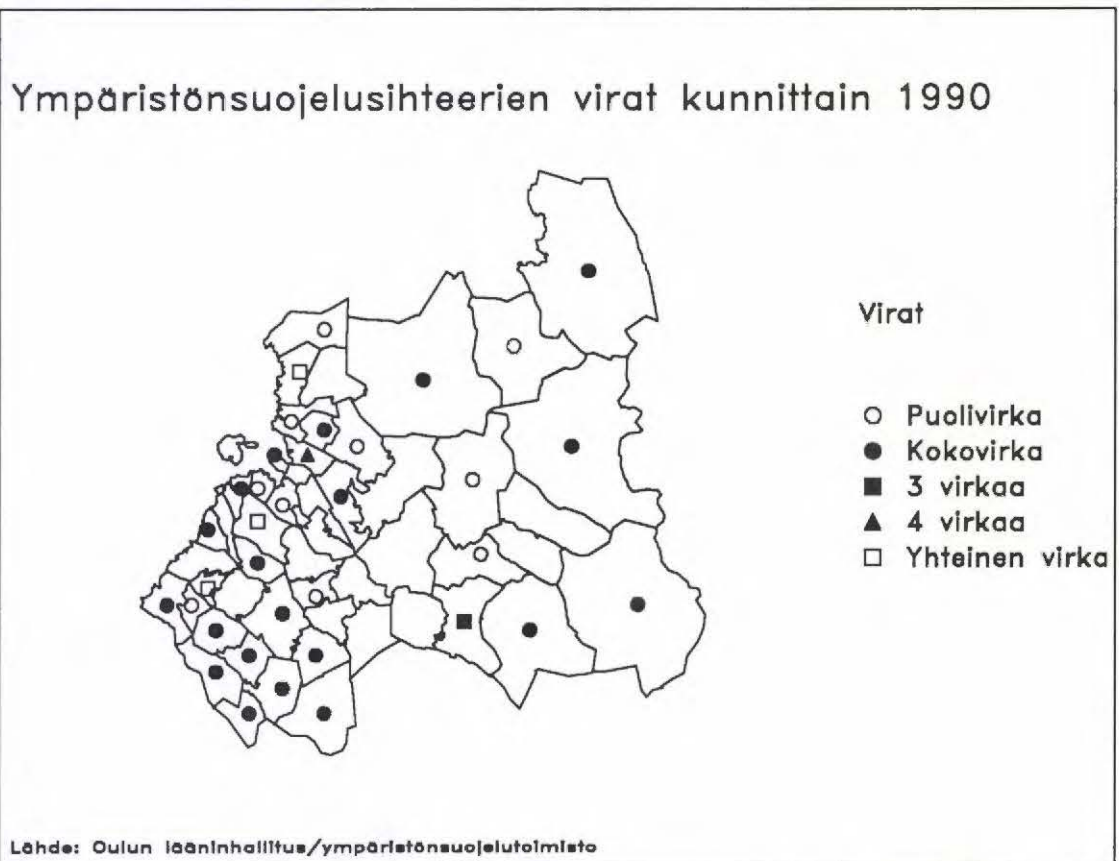 Ympäristönsuojelusihteerien virat kunnittain 1990
Virat
Puolivirka
Kokovirka
3 virkaa
4 virkaa
Yhteinen virka
Lähde: Oulun lääninhallitus/ympäristönsuojelutoimisto